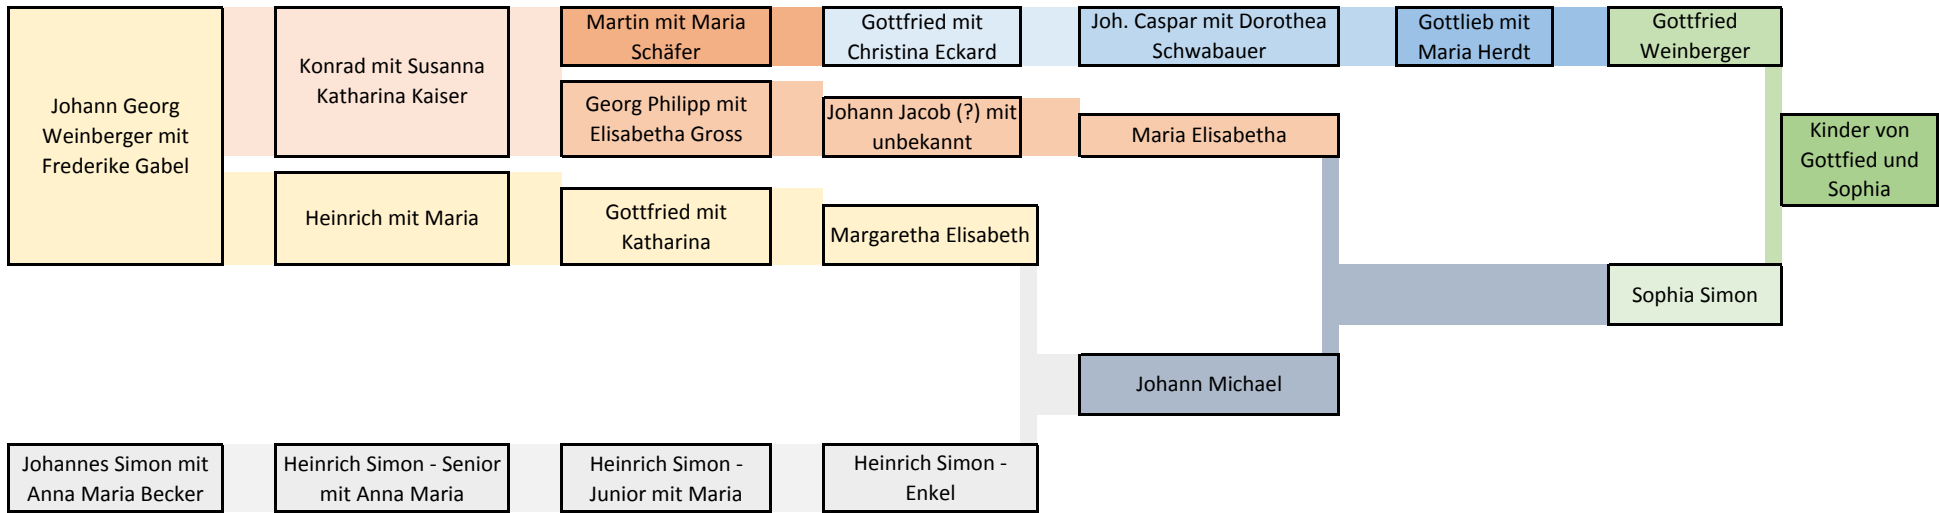 Johann Georg
Weinberger mit
Frederike Gabel
Konrad mit Susanna
Katharina Kaiser
Martin mit Maria
Schäfer
Gottfried mit
Christina Eckard
Joh. Caspar mit Dorothea
Schwabauer
Gottlieb mit
Maria Herdt
Gottfried
Weinberger
Georg Philipp mit
Elisabetha Gross
Johann Jacob (?) mit
unbekannt
Maria Elisabetha
Kinder von
Gottfied und
Sophia
Heinrich mit Maria
Gottfried mit
Katharina
Margaretha Elisabeth
Sophia Simon
Johann Michael
Johannes Simon mit
Anna Maria Becker
Heinrich Simon - Senior
mit Anna Maria
Heinrich Simon -
Junior mit Maria
Heinrich Simon -
Enkel